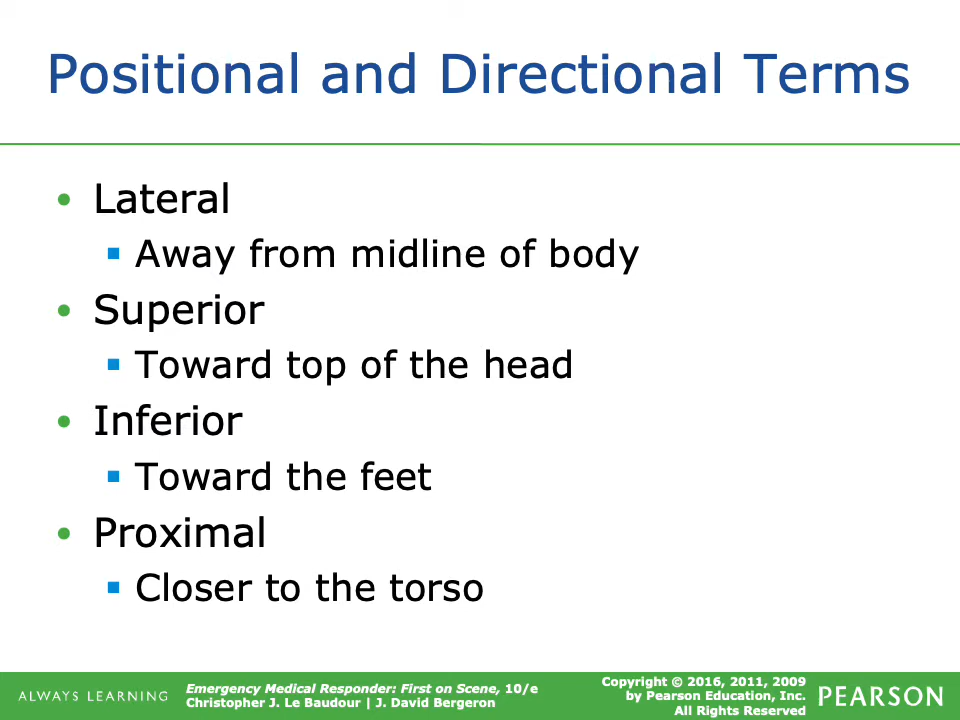 Positional and Directional Terms
• Lateral
▪ Away from midline of body
• Superior
▪ Toward top of the head
• Inferior
▪ Toward the feet
• Proximal
▪ Closer to the torso
ALWAYS LEARNING
Emergency Medical Responder: First on Scene, 10/e
Christopher J. Le Baudour | J. David Bergeron
Copyright © 2016, 2011, 2009
by Pearson Education, Inc.
All Rights Reserved
PEARSON